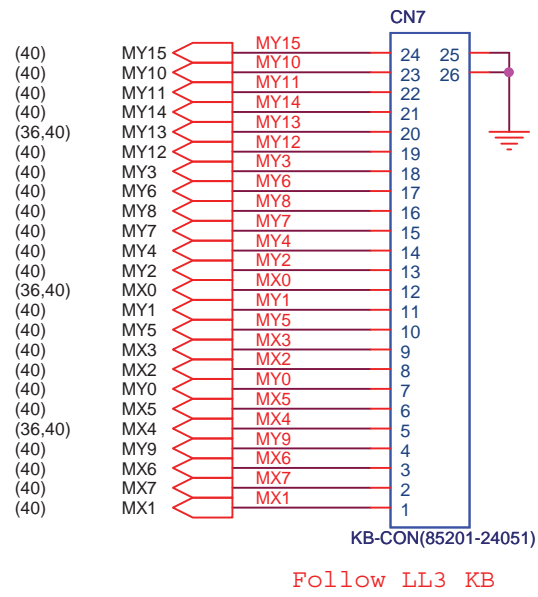 CN7
(40) MY15 MY15 24 25
(40) MY10 MY10 23 26
(40) MY11 MY11 22
(40) MY14 MY14 21
(36,40) MY13 MY13 20
(40) MY12 MY12 19
(40) MY3 MY3 18
(40) MY6 MY6 17
(40) MY8 MY8 16
(40) MY7 MY7 15
(40) MY4 MY4 14
(40) MY2 MY2 13
(36,40) MX0 MX0 12
(40) MY1 MY1 11
(40) MY5 MY5 10
(40) MX3 MX3 9
(40) MX2 MX2 8
(40) MY0 MY0 7
(40) MX5 MX5 6
(36,40) MX4 MX4 5
(40) MY9 MY9 4
(40) MX6 MX6 3
(40) MX7 MX7 2
(40) MX1 MX1 1
KB-CON(85201-24051)
Follow LL3 KB